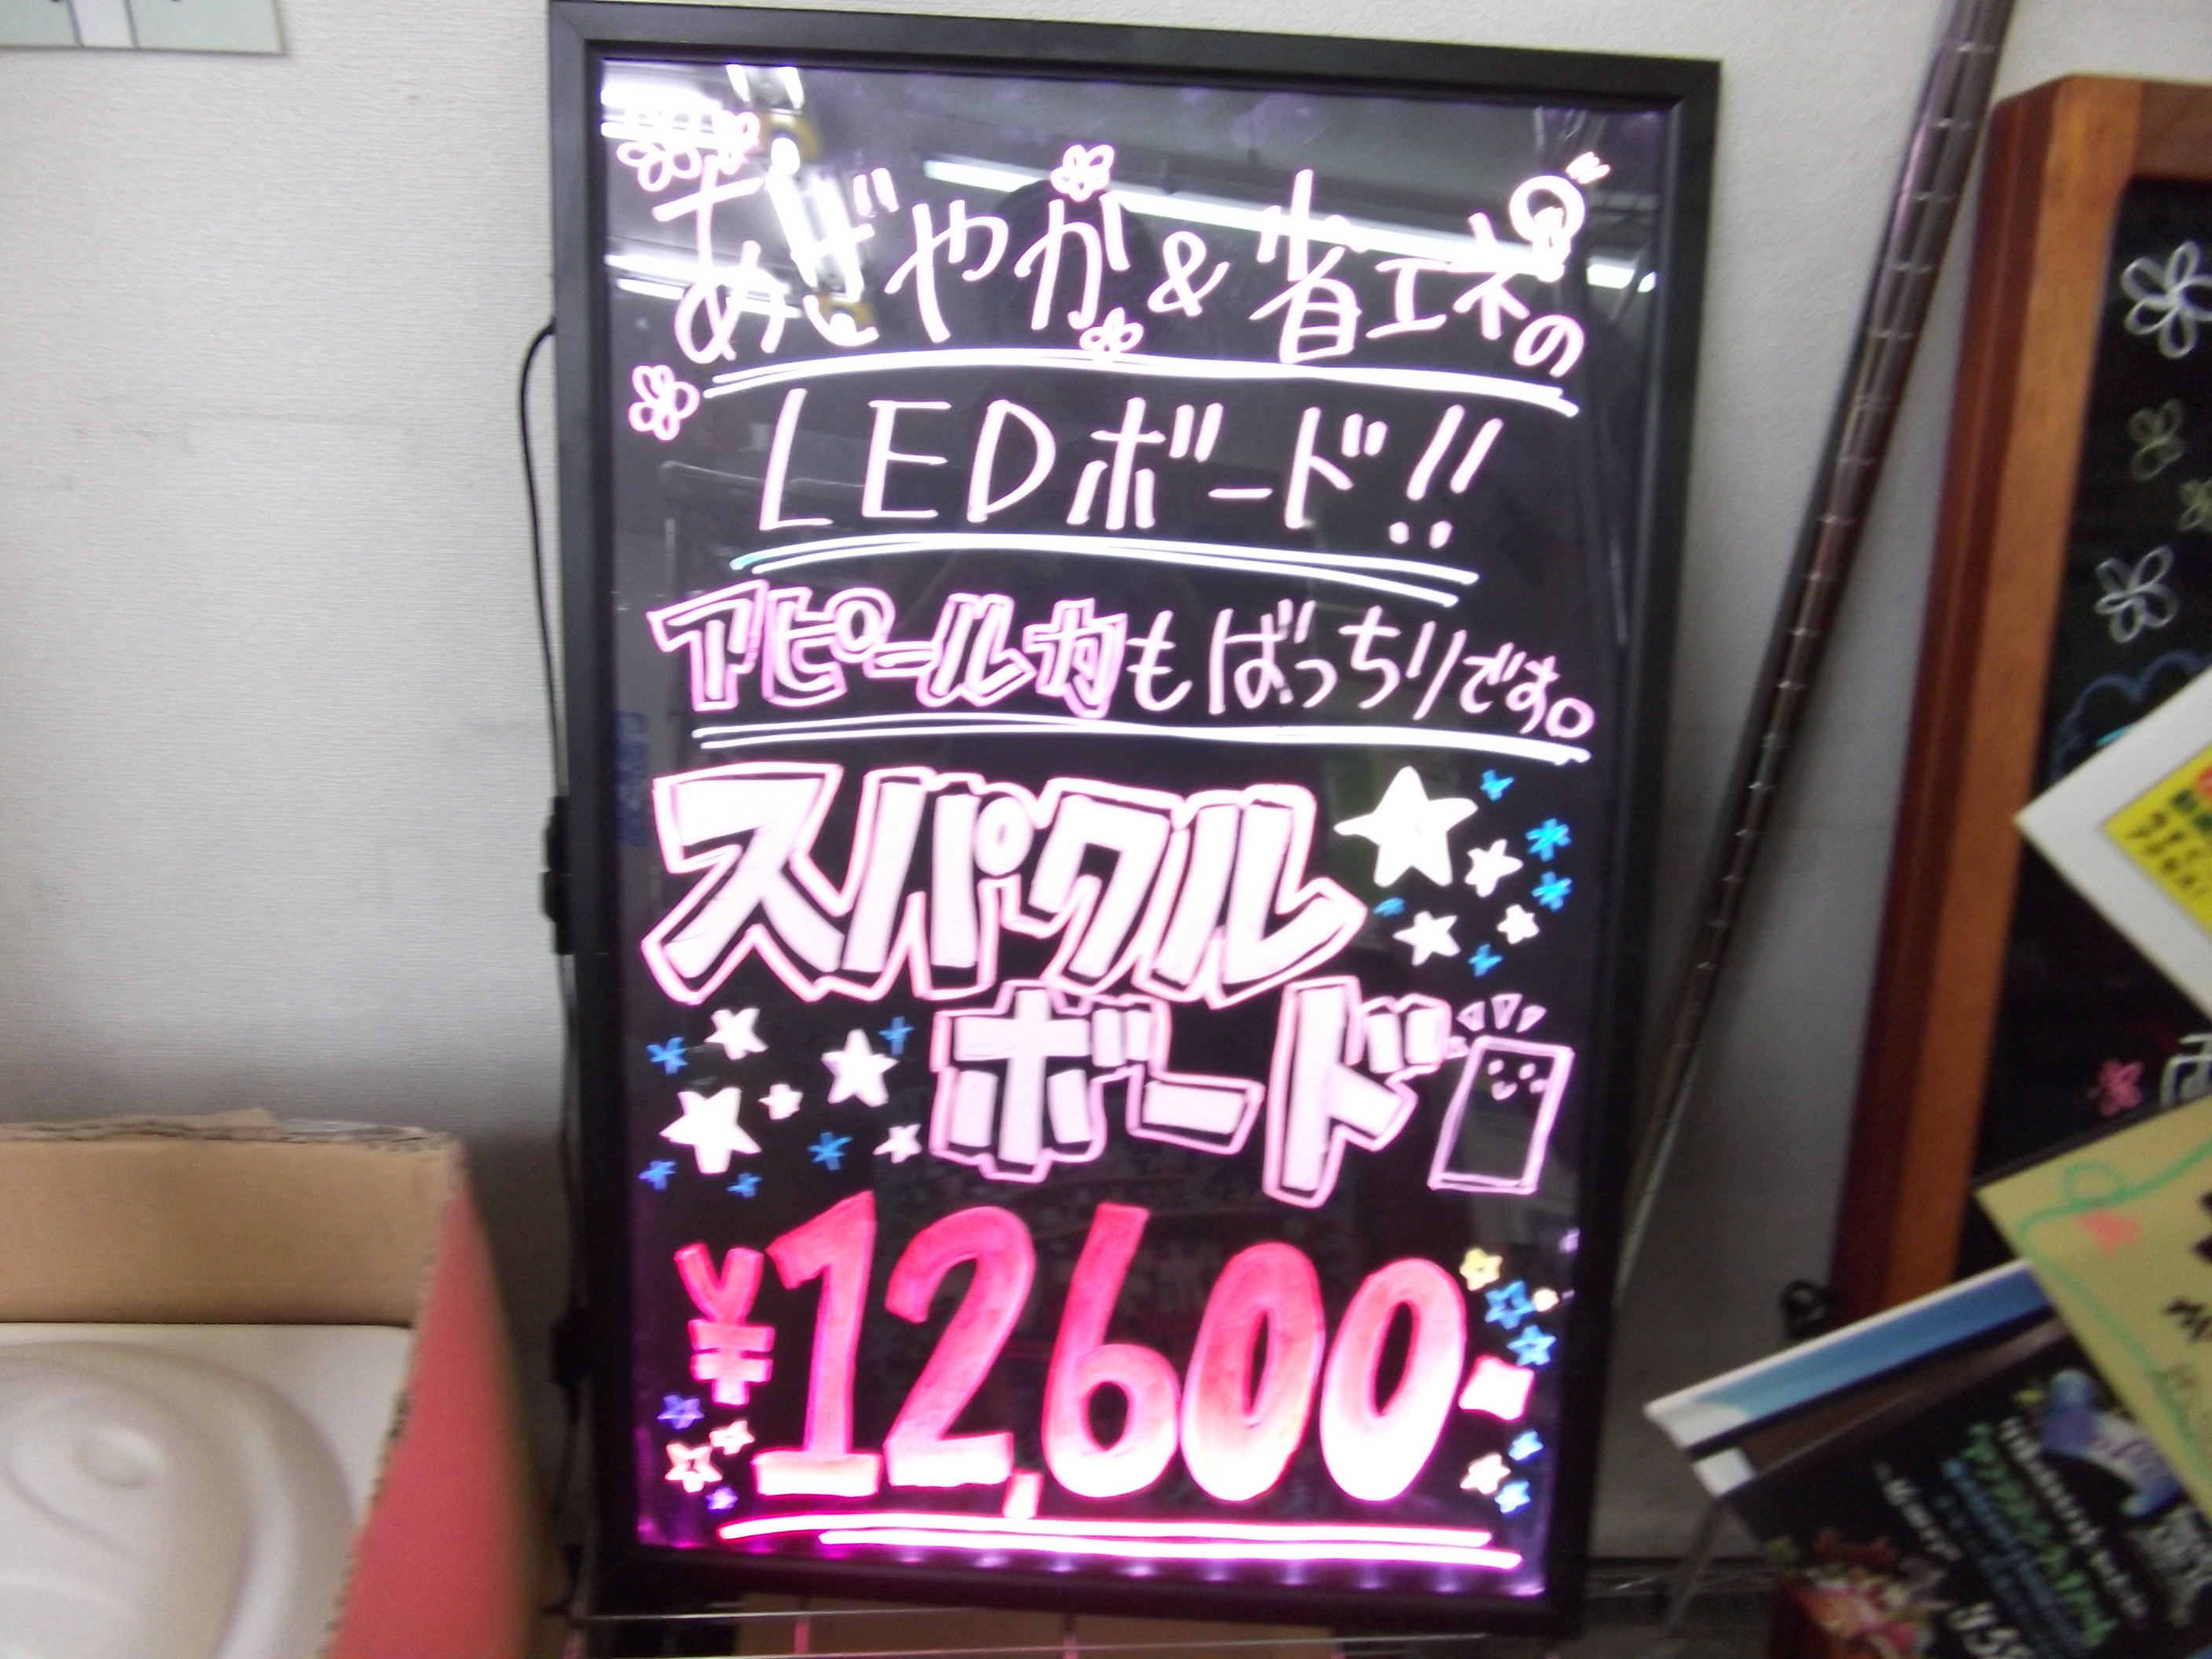 あざやか&省エネの
LEDボード!!
アピール力もばっちりです。
スパクル
ボード
¥12,600-